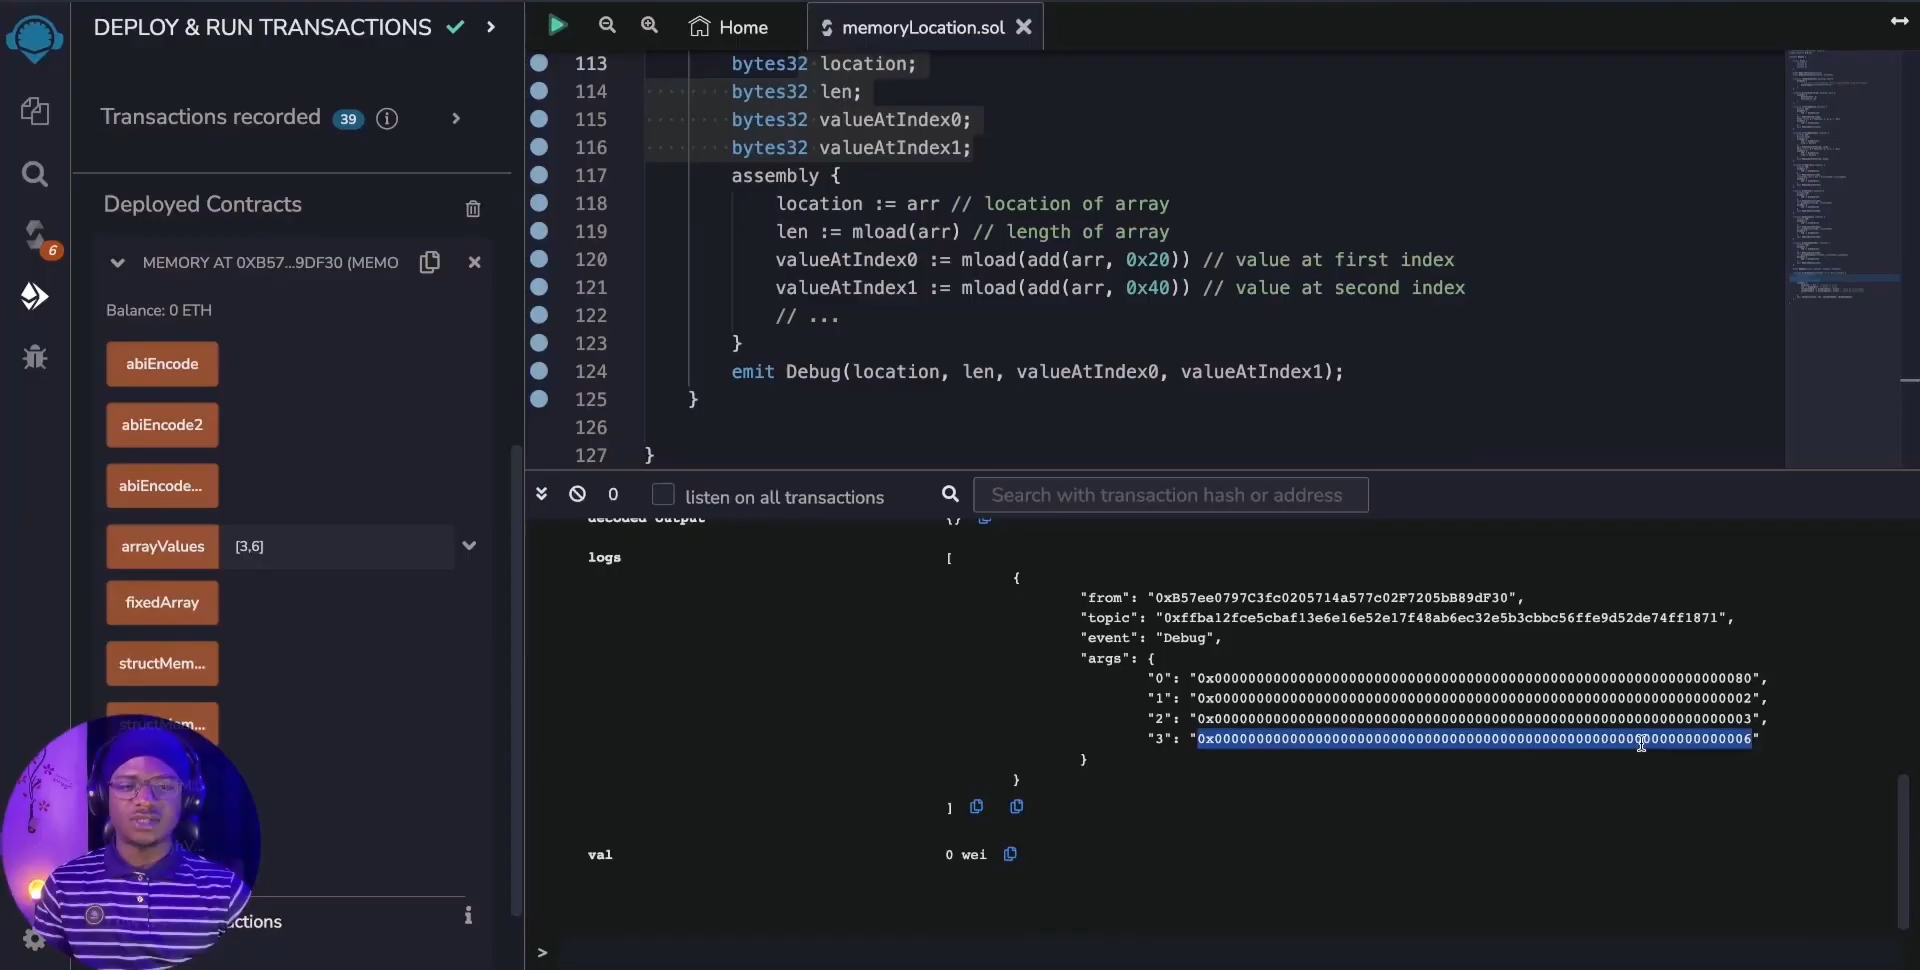 DEPLOY & RUN TRANSACTIONS
Transactions recorded 39
Deployed Contracts
6
MEMORY AT 0XB57...9DF30 (MEMO
Balance: 0 ETH
abiEncode
abiEncode2
abiEncode...
arrayValues [3,6]
fixedArray
structMem...
structMem...
Home
memoryLocation.sol
113 bytes32 location;
114 bytes32 len;
115 bytes32 valueAtIndex0;
116 bytes32 valueAtIndex1;
117 assembly {
118 location := arr // location of array
119 len := mload(arr) // length of array
120 valueAtIndex0 := mload(add(arr, 0x20)) // value at first index
121 valueAtIndex1 := mload(add(arr, 0x40)) // value at second index
122 // ...
123 }
124 emit Debug(location, len, valueAtIndex0, valueAtIndex1);
125 }
126
127 }
0 listen on all transactions Search with transaction hash or address
decoded output {}
logs [
{
"from": "0xB57ee0797C3fc0205714a577c02F7205bB89dF30",
"topic": "0xffba12fce5cbaf13e6e16e52e17f48ab6ec32e5b3cbbc56ffe9d52de74ff1871",
"event": "Debug",
"args": {
"0": "0x0000000000000000000000000000000000000000000000000000000000000080",
"1": "0x0000000000000000000000000000000000000000000000000000000000000002",
"2": "0x0000000000000000000000000000000000000000000000000000000000000003",
"3": "0x0000000000000000000000000000000000000000000000000000000000000006"
}
}
]
val 0 wei
>